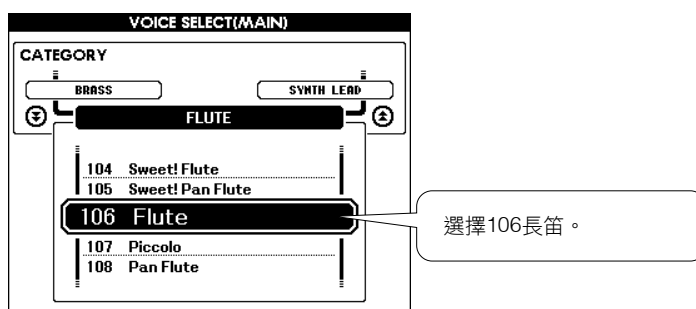 VOICE SELECT(MAIN)
CATEGORY
BRASS
SYNTH LEAD
FLUTE
104 Sweet! Flute
105 Sweet! Pan Flute
106 Flute
選擇106長笛。
107 Piccolo
108 Pan Flute